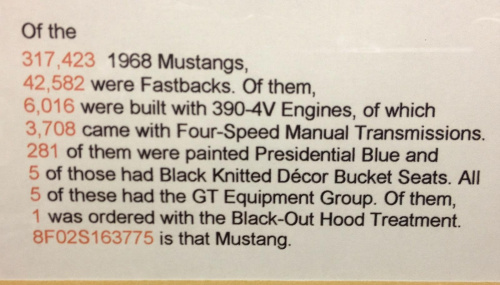 Of the
317,423 1968 Mustangs,
42,582 were Fastbacks. Of them,
6,016 were built with 390-4V Engines, of which
3,708 came with Four-Speed Manual Transmissions.
281 of them were painted Presidential Blue and
5 of those had Black Knitted Décor Bucket Seats. All
5 of these had the GT Equipment Group. Of them,
1 was ordered with the Black-Out Hood Treatment.
8F02S163775 is that Mustang.